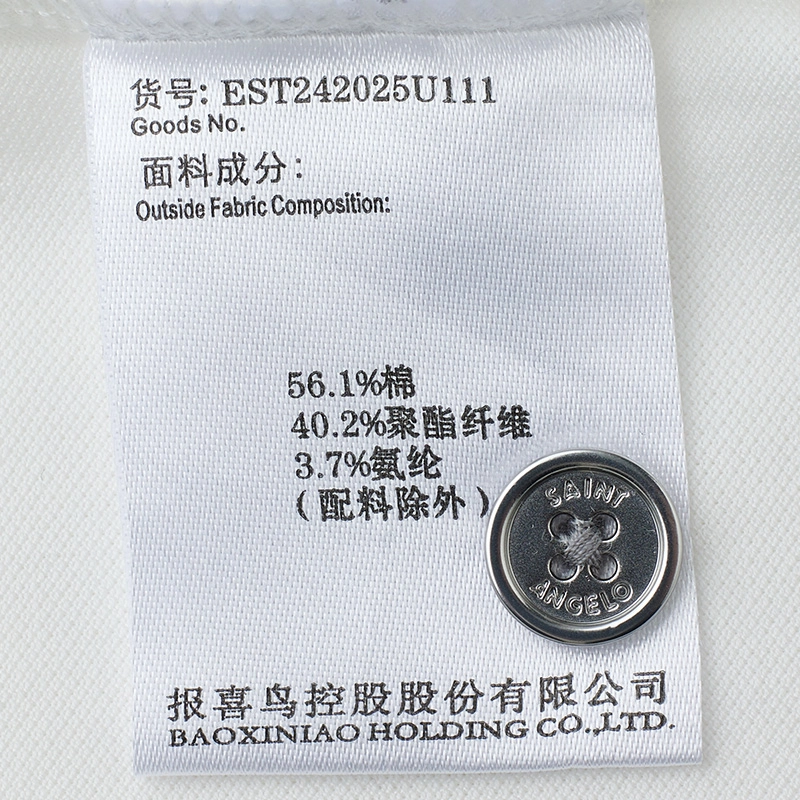 货号: EST242025U111
Goods No.
面料成分:
Outside Fabric Composition:
56.1%棉
40.2%聚酯纤维
3.7%氨纶
(配料除外)
SAINT
ANGELO
报喜鸟控股股份有限公司
BAOXINIAO HOLDING CO.,LTD.